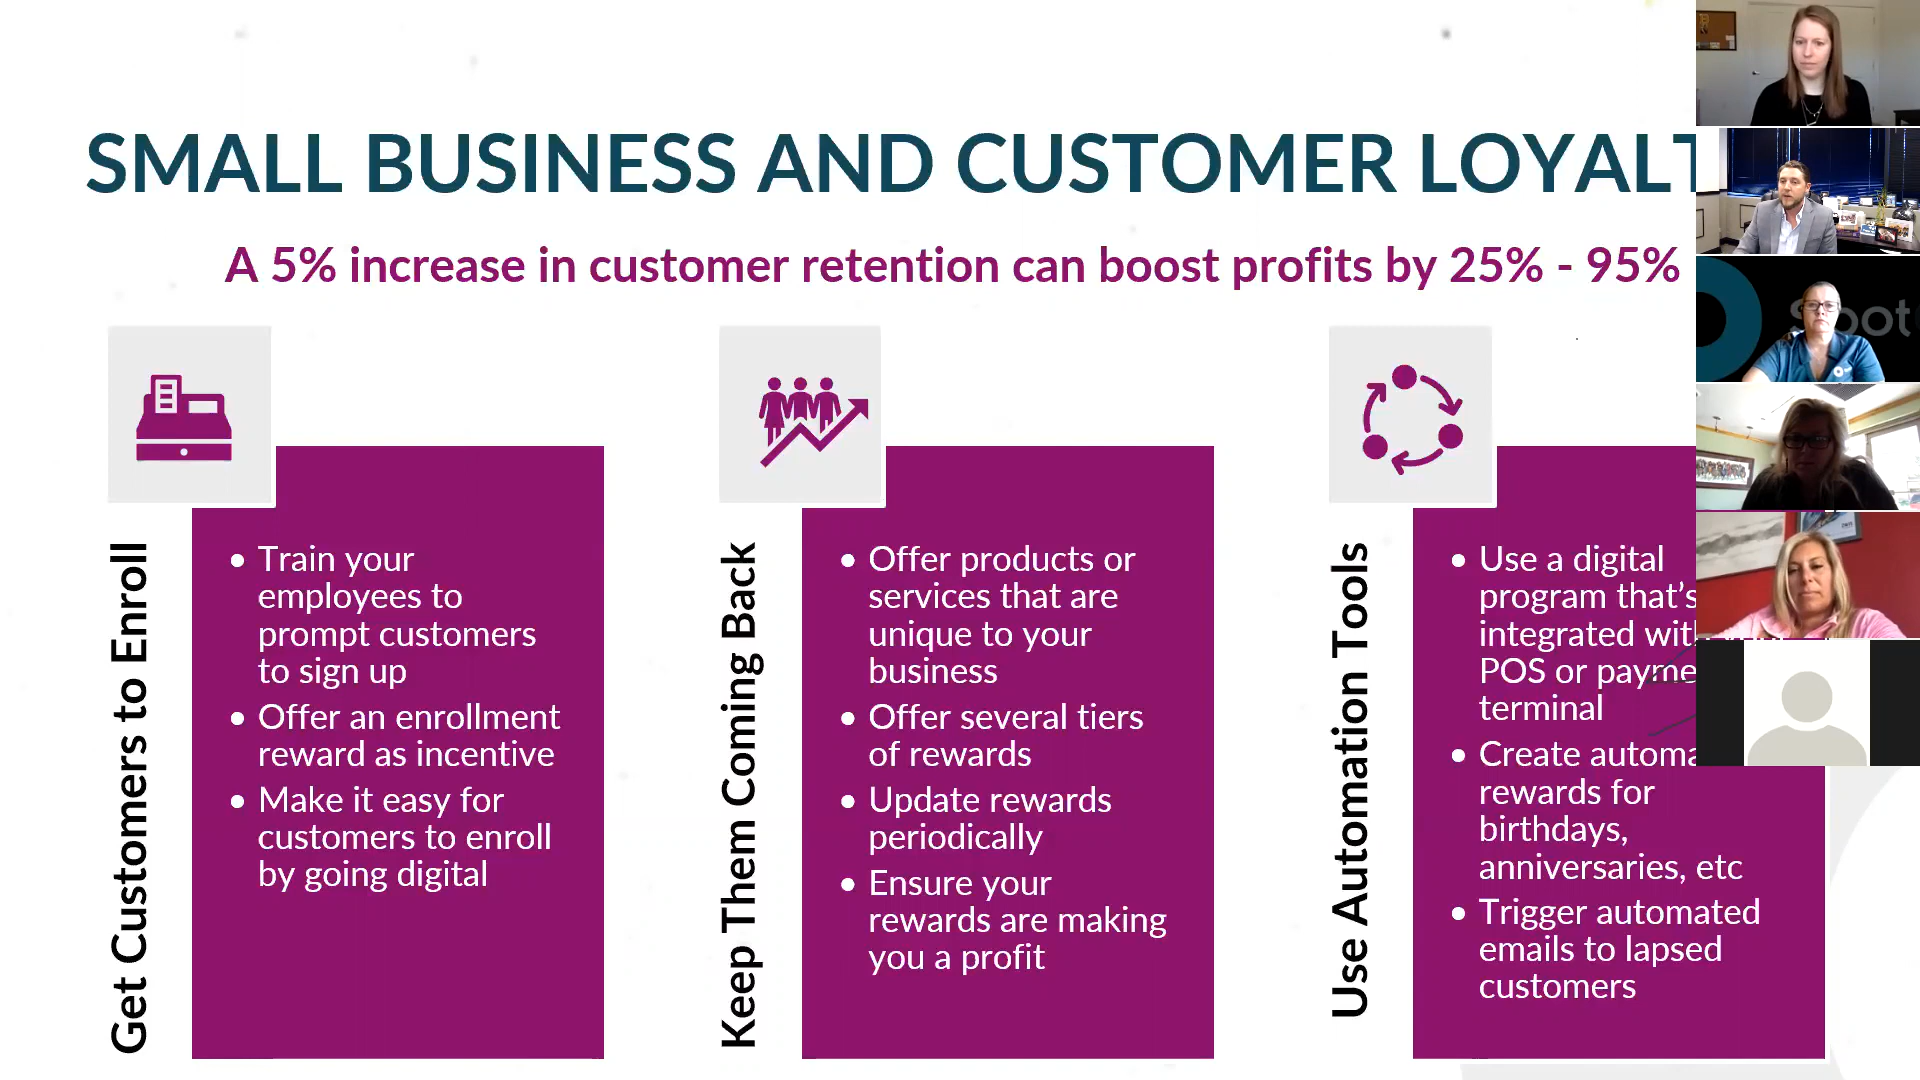 SMALL BUSINESS AND CUSTOMER LOYALT
A 5% increase in customer retention can boost profits by 25% - 95%
Get Customers to Enroll
• Train your
employees to
prompt customers
to sign up
• Offer an enrollment
reward as incentive
• Make it easy for
customers to enroll
by going digital
Keep Them Coming Back
• Offer products or
services that are
unique to your
business
• Offer several tiers
of rewards
• Update rewards
periodically
• Ensure your
rewards are making
you a profit
Use Automation Tools
• Use a digital
program that's
integrated with
POS or payme
terminal
• Create automa
rewards for
birthdays,
anniversaries, etc
• Trigger automated
emails to lapsed
customers